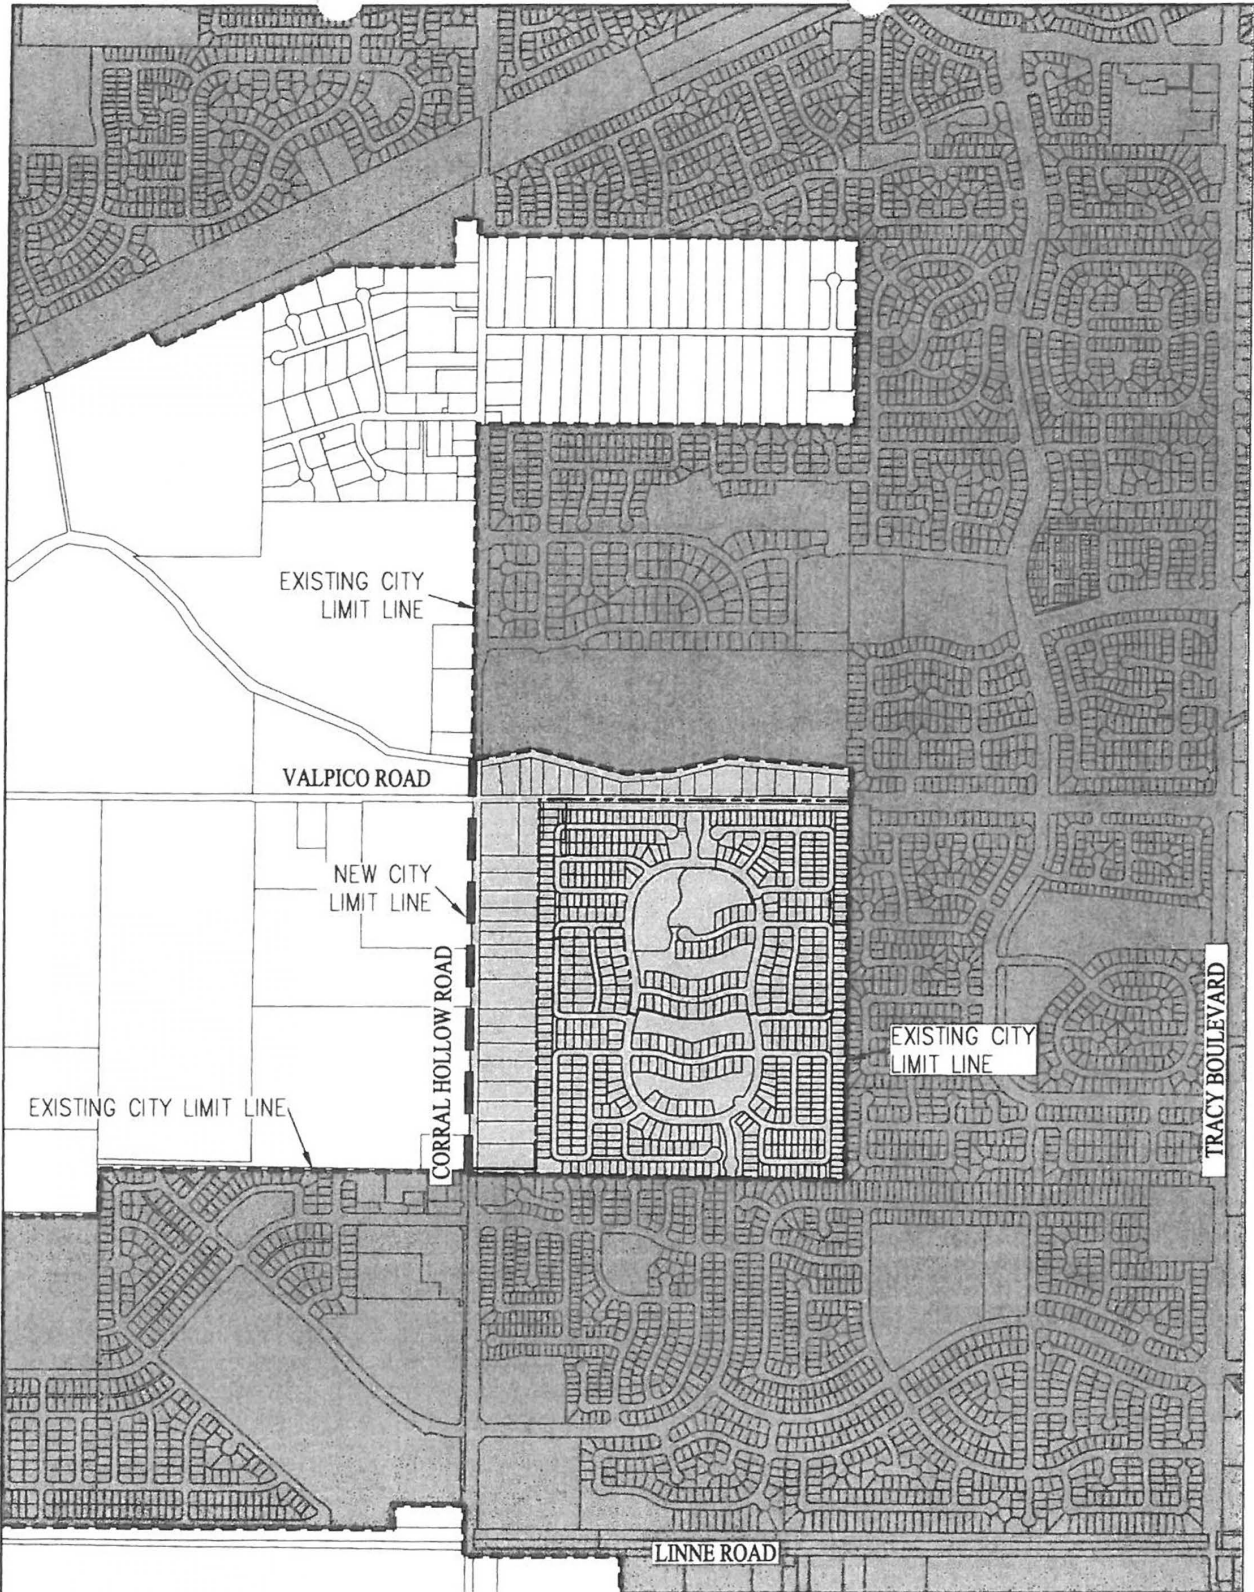 EXISTING CITY
LIMIT LINE
VALPICO ROAD
NEW CITY
LIMIT LINE
CORRAL HOLLOW ROAD
EXISTING CITY
LIMIT LINE
TRACY BOULEVARD
EXISTING CITY LIMIT LINE
LINNE ROAD